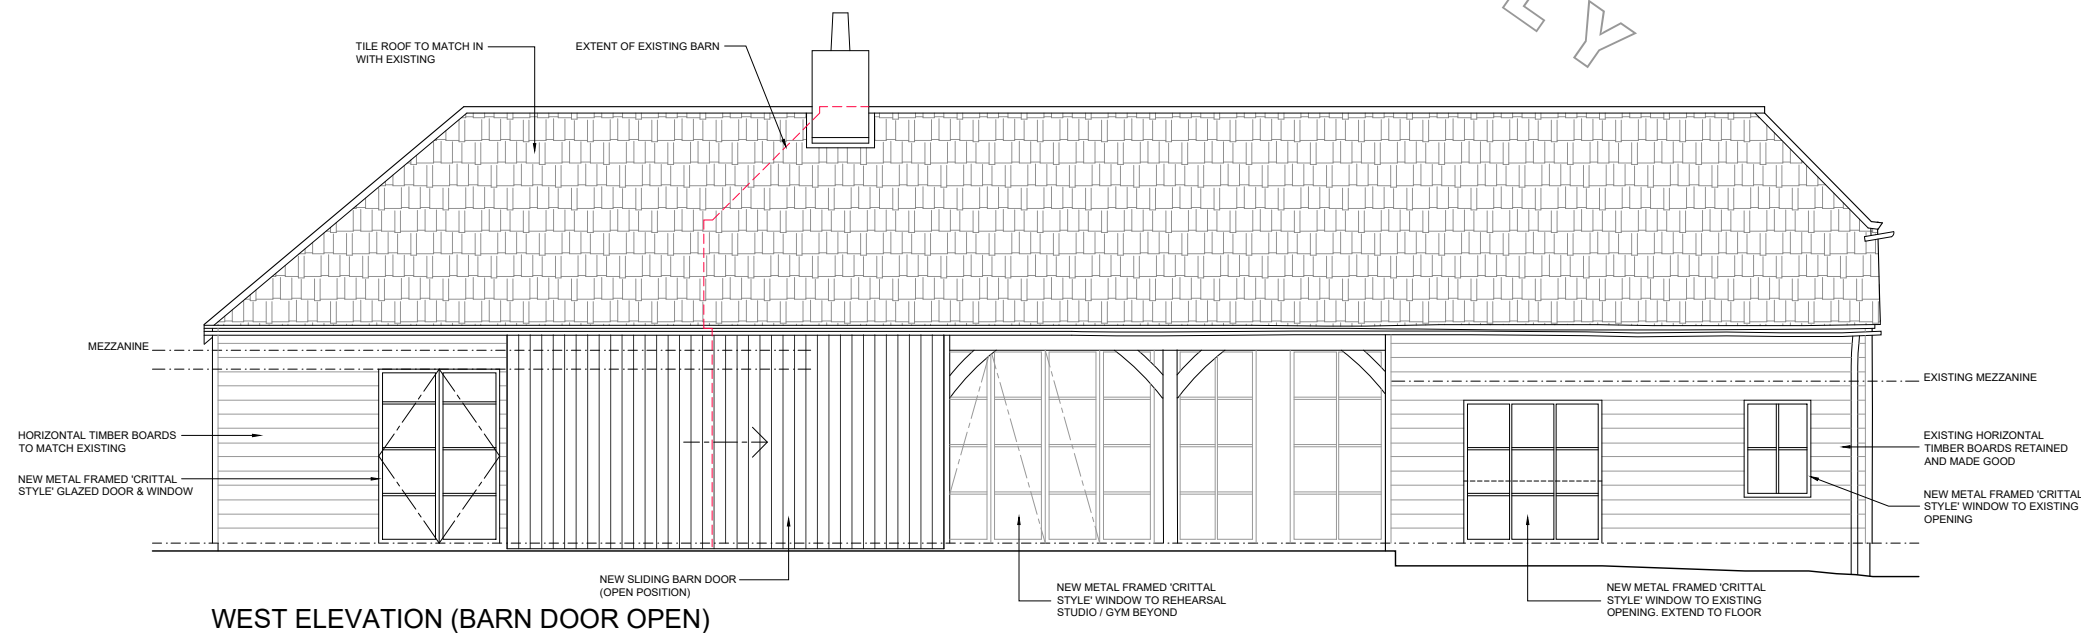 TILE ROOF TO MATCH IN
WITH EXISTING
EXTENT OF EXISTING BARN
E Y
MEZZANINE
EXISTING MEZZANINE
HORIZONTAL TIMBER BOARDS
TO MATCH EXISTING
NEW METAL FRAMED 'CRITTAL
STYLE' GLAZED DOOR & WINDOW
EXISTING HORIZONTAL
TIMBER BOARDS RETAINED
AND MADE GOOD
NEW METAL FRAMED 'CRITTAL
STYLE' WINDOW TO EXISTING
OPENING
NEW SLIDING BARN DOOR
(OPEN POSITION)
NEW METAL FRAMED 'CRITTAL
STYLE' WINDOW TO REHEARSAL
STUDIO / GYM BEYOND
NEW METAL FRAMED 'CRITTAL
STYLE' WINDOW TO EXISTING
OPENING. EXTEND TO FLOOR
WEST ELEVATION (BARN DOOR OPEN)